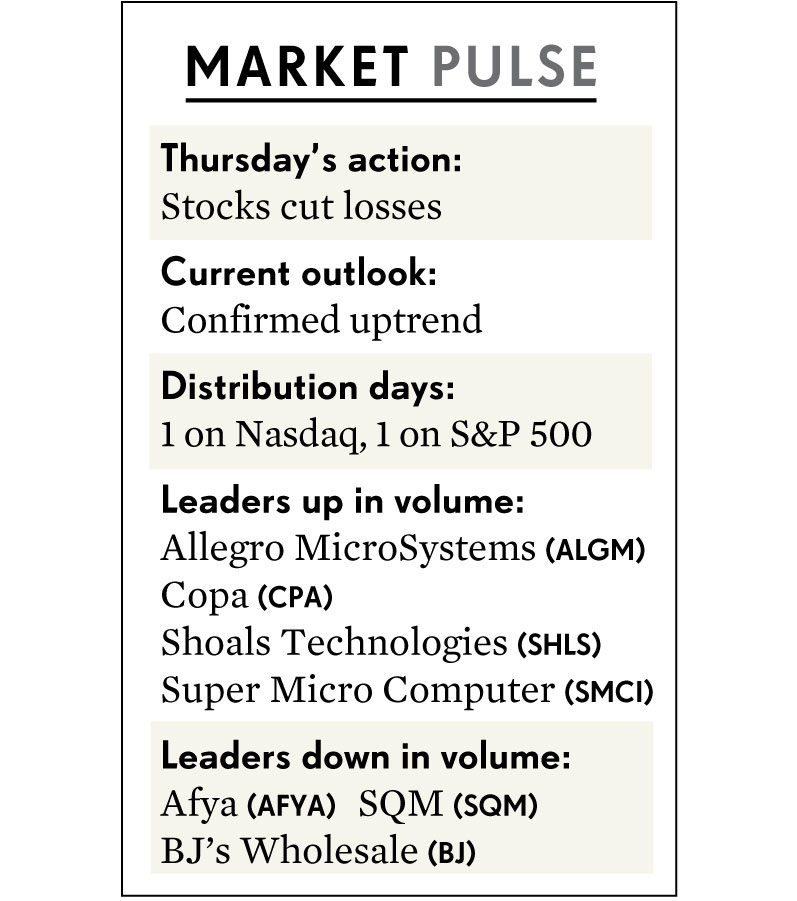 MARKET PULSE
Thursday’s action:
Stocks cut losses
Current outlook:
Confirmed uptrend
Distribution days:
1 on Nasdaq, 1 on S&P 500
Leaders up in volume:
Allegro MicroSystems (ALGM)
Copa (CPA)
Shoals Technologies (SHLS)
Super Micro Computer (SMCI)
Leaders down in volume:
Afya (AFYA) SQM (SQM)
BJ’s Wholesale (BJ)